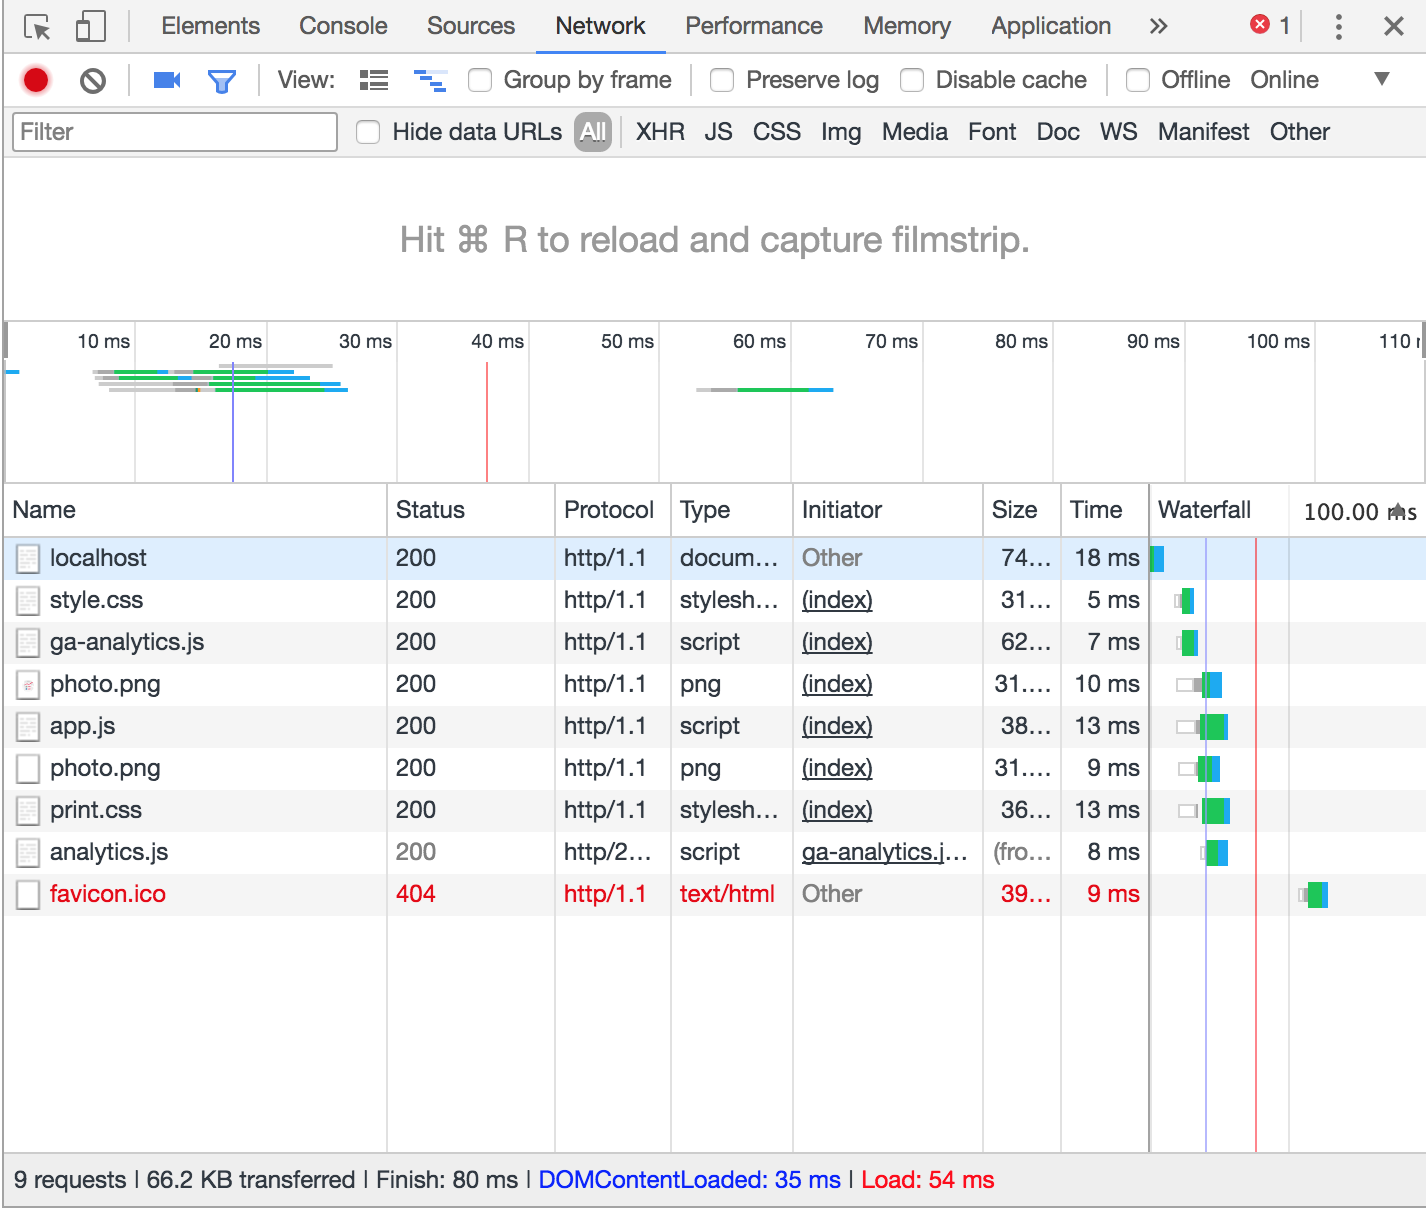 Elements Console Sources Network Performance Memory Application » 1
View: Group by frame Preserve log Disable cache Offline Online
Filter Hide data URLs All XHR JS CSS Img Media Font Doc WS Manifest Other
Hit ⌘ R to reload and capture filmstrip.
10 ms 20 ms 30 ms 40 ms 50 ms 60 ms 70 ms 80 ms 90 ms 100 ms 110
Name Status Protocol Type Initiator Size Time Waterfall 100.00 ms
localhost 200 http/1.1 docum… Other 74… 18 ms
style.css 200 http/1.1 stylesh… (index) 31… 5 ms
ga-analytics.js 200 http/1.1 script (index) 62… 7 ms
photo.png 200 http/1.1 png (index) 31.… 10 ms
app.js 200 http/1.1 script (index) 38… 13 ms
photo.png 200 http/1.1 png (index) 31.… 9 ms
print.css 200 http/1.1 stylesh… (index) 36… 13 ms
analytics.js 200 http/2… script ga-analytics.j… (fro… 8 ms
favicon.ico 404 http/1.1 text/html Other 39… 9 ms
9 requests | 66.2 KB transferred | Finish: 80 ms | DOMContentLoaded: 35 ms | Load: 54 ms